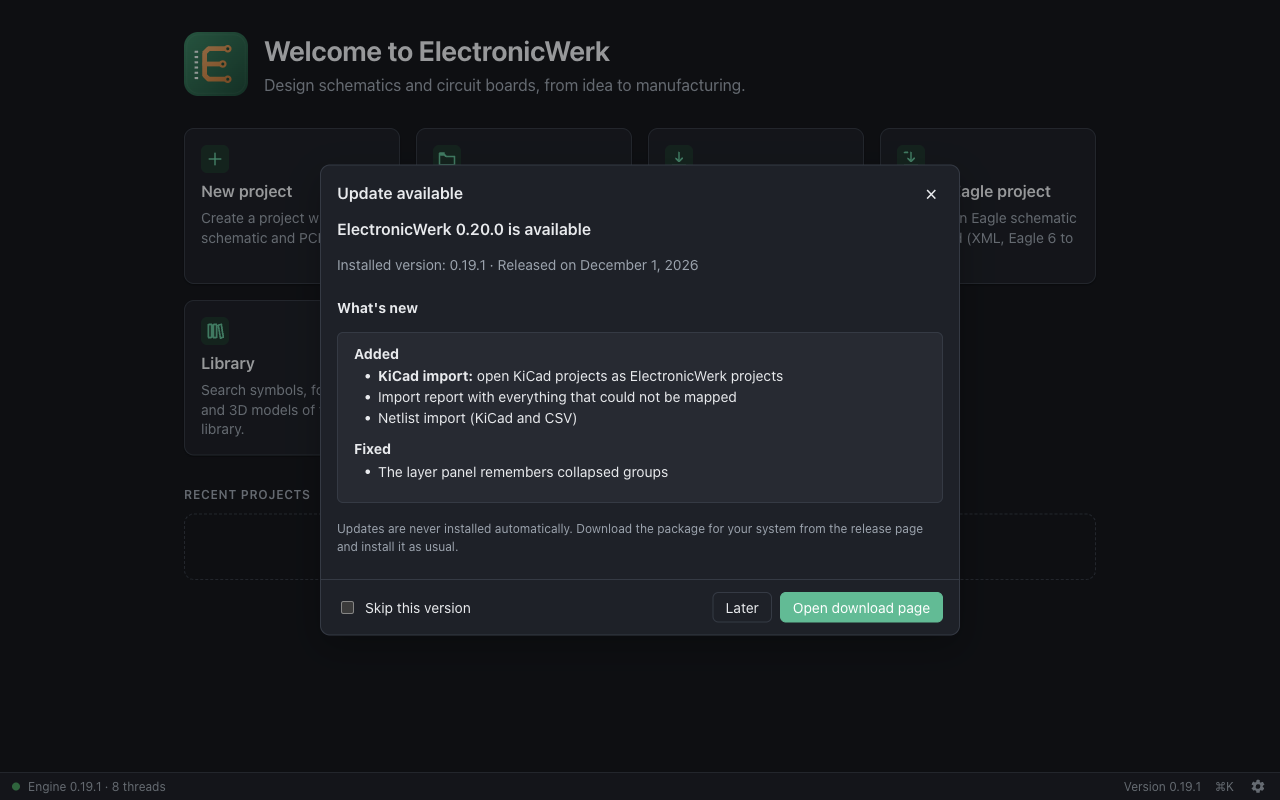 Welcome to ElectronicWerk
Design schematics and circuit boards, from idea to manufacturing.
New project
Create a project
schematic and
agle project
Eagle schematic
(XML, Eagle 6 to
Library
Search symbols,
and 3D models of
library.
RECENT PROJECTS
Update available
ElectronicWerk 0.20.0 is available
Installed version: 0.19.1 · Released on December 1, 2026
What's new
Added
• KiCad import: open KiCad projects as ElectronicWerk projects
• Import report with everything that could not be mapped
• Netlist import (KiCad and CSV)
Fixed
• The layer panel remembers collapsed groups
Updates are never installed automatically. Download the package for your system from the release page
and install it as usual.
Skip this version
Later
Open download page
Engine 0.19.1 · 8 threads
Version 0.19.1
⌘K